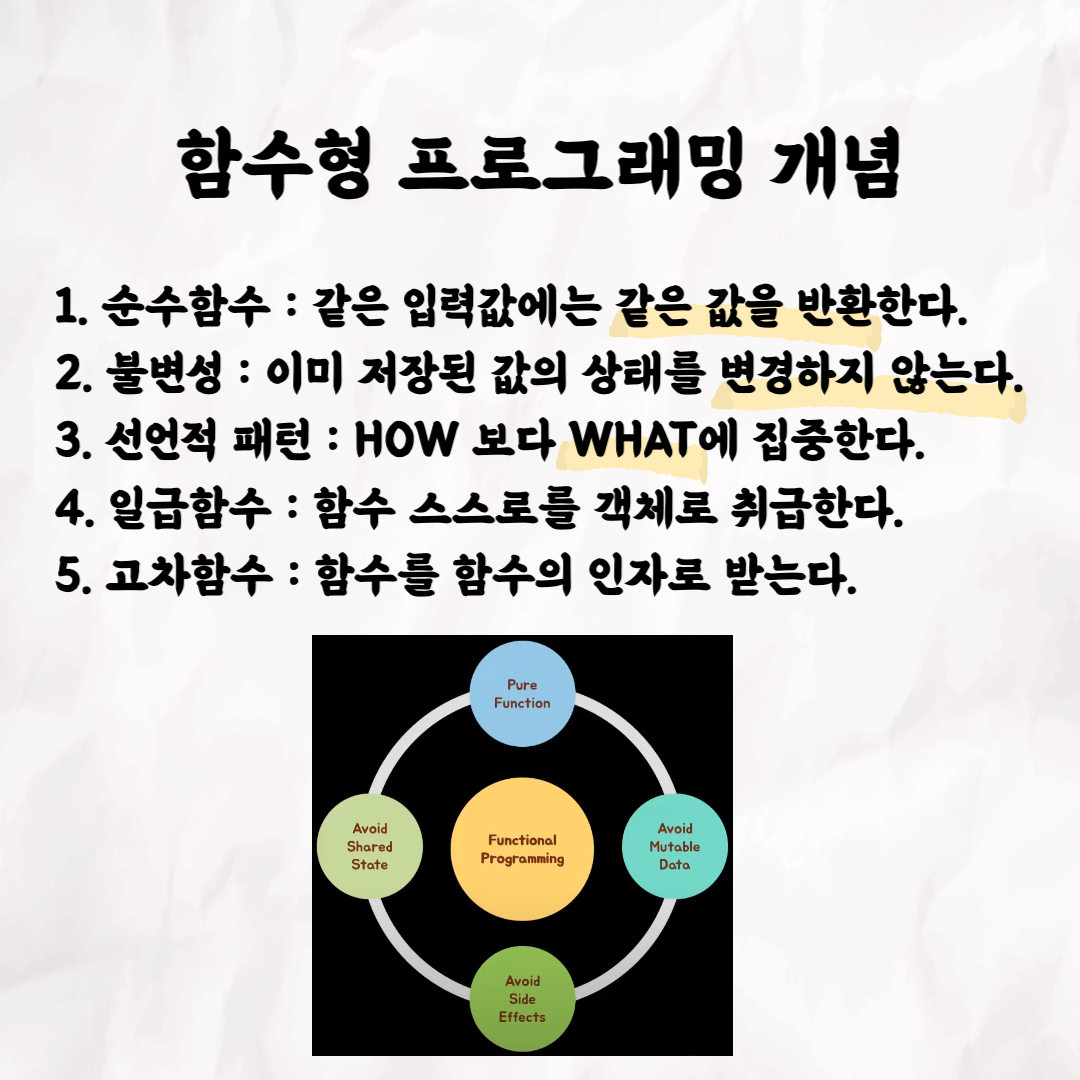 함수형 프로그래밍 개념
1. 순수함수 : 같은 입력값에는 같은 값을 반환한다.
2. 불변성 : 이미 저장된 값의 상태를 변경하지 않는다.
3. 선언적 패턴 : HOW 보다 WHAT에 집중한다.
4. 일급함수 : 함수 스스로를 객체로 취급한다.
5. 고차함수 : 함수를 함수의 인자로 받는다.
Pure
Function
Avoid
Shared
State
Functional
Programming
Avoid
Mutable
Data
Avoid
Side
Effects